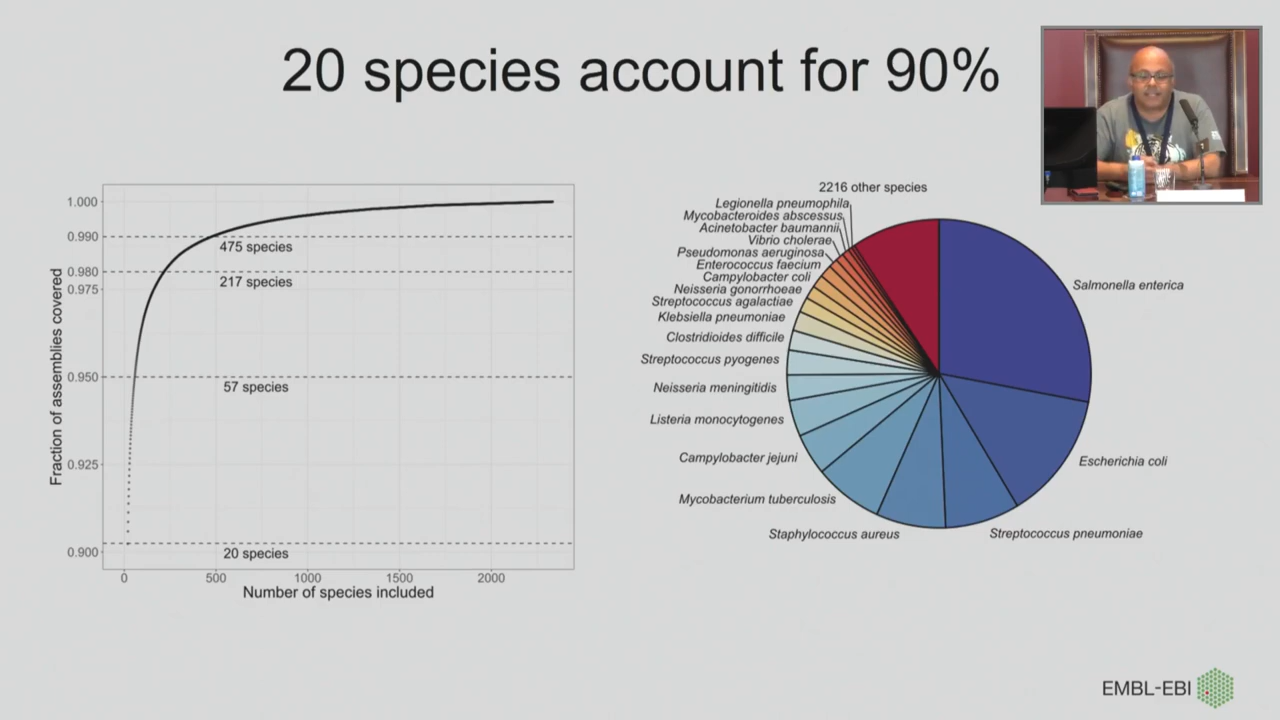 20 species account for 90%
Fraction of assemblies covered
1.000
0.990
0.980
0.975
0.950
0.925
0.900
475 species
217 species
57 species
20 species
0
500
1000
1500
2000
Number of species included
2216 other species
Legionella pneumophila
Mycobacteroides abscessus
Acinetobacter baumannii
Vibrio cholerae
Pseudomonas aeruginosa
Enterococcus faecium
Campylobacter coli
Neisseria gonorrhoeae
Streptococcus agalactiae
Klebsiella pneumoniae
Clostridioides difficile
Streptococcus pyogenes
Neisseria meningitidis
Listeria monocytogenes
Campylobacter jejuni
Mycobacterium tuberculosis
Staphylococcus aureus
Streptococcus pneumoniae
Escherichia coli
Salmonella enterica
EMBL-EBI